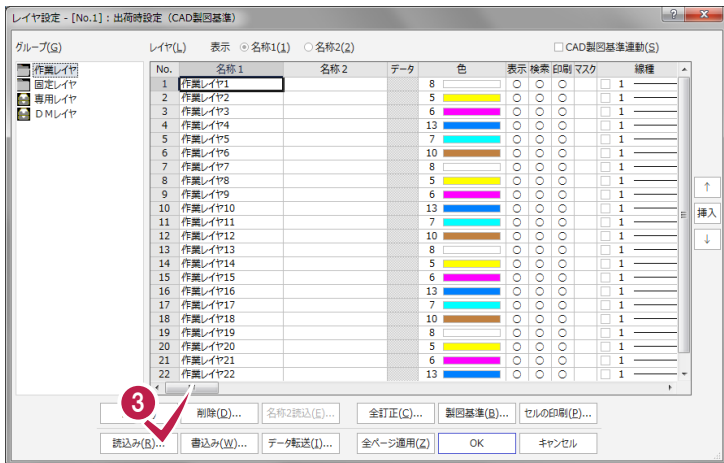 レイヤ設定 - [No.1] : 出荷時設定（CAD製図基準）
グループ(G)
レイヤ(L) 表示 名称1(1) 名称2(2) CAD製図基準連動(S)
作業レイヤ
固定レイヤ
専用レイヤ
ＤＭレイヤ
No. 名称 1 名称 2 データ 色 表示 検索 印刷 マスク 線種
1 作業レイヤ1 8 ○ ○ ○ 1
2 作業レイヤ2 5 ○ ○ ○ 1
3 作業レイヤ3 6 ○ ○ ○ 1
4 作業レイヤ4 13 ○ ○ ○ 1
5 作業レイヤ5 7 ○ ○ ○ 1
6 作業レイヤ6 10 ○ ○ ○ 1
7 作業レイヤ7 8 ○ ○ ○ 1
8 作業レイヤ8 5 ○ ○ ○ 1
9 作業レイヤ9 6 ○ ○ ○ 1
10 作業レイヤ10 13 ○ ○ ○ 1
11 作業レイヤ11 7 ○ ○ ○ 1
12 作業レイヤ12 10 ○ ○ ○ 1
13 作業レイヤ13 8 ○ ○ ○ 1
14 作業レイヤ14 5 ○ ○ ○ 1
15 作業レイヤ15 6 ○ ○ ○ 1
16 作業レイヤ16 13 ○ ○ ○ 1
17 作業レイヤ17 7 ○ ○ ○ 1
18 作業レイヤ18 10 ○ ○ ○ 1
19 作業レイヤ19 8 ○ ○ ○ 1
20 作業レイヤ20 5 ○ ○ ○ 1
21 作業レイヤ21 6 ○ ○ ○ 1
22 作業レイヤ22 13 ○ ○ ○ 1
↑
挿入
↓
3
削除(D)... 名称2読込(E)... 全訂正(C)... 製図基準(B)... セルの印刷(P)...
読込み(R)... 書込み(W)... データ転送(I)... 全ページ適用(Z) OK キャンセル